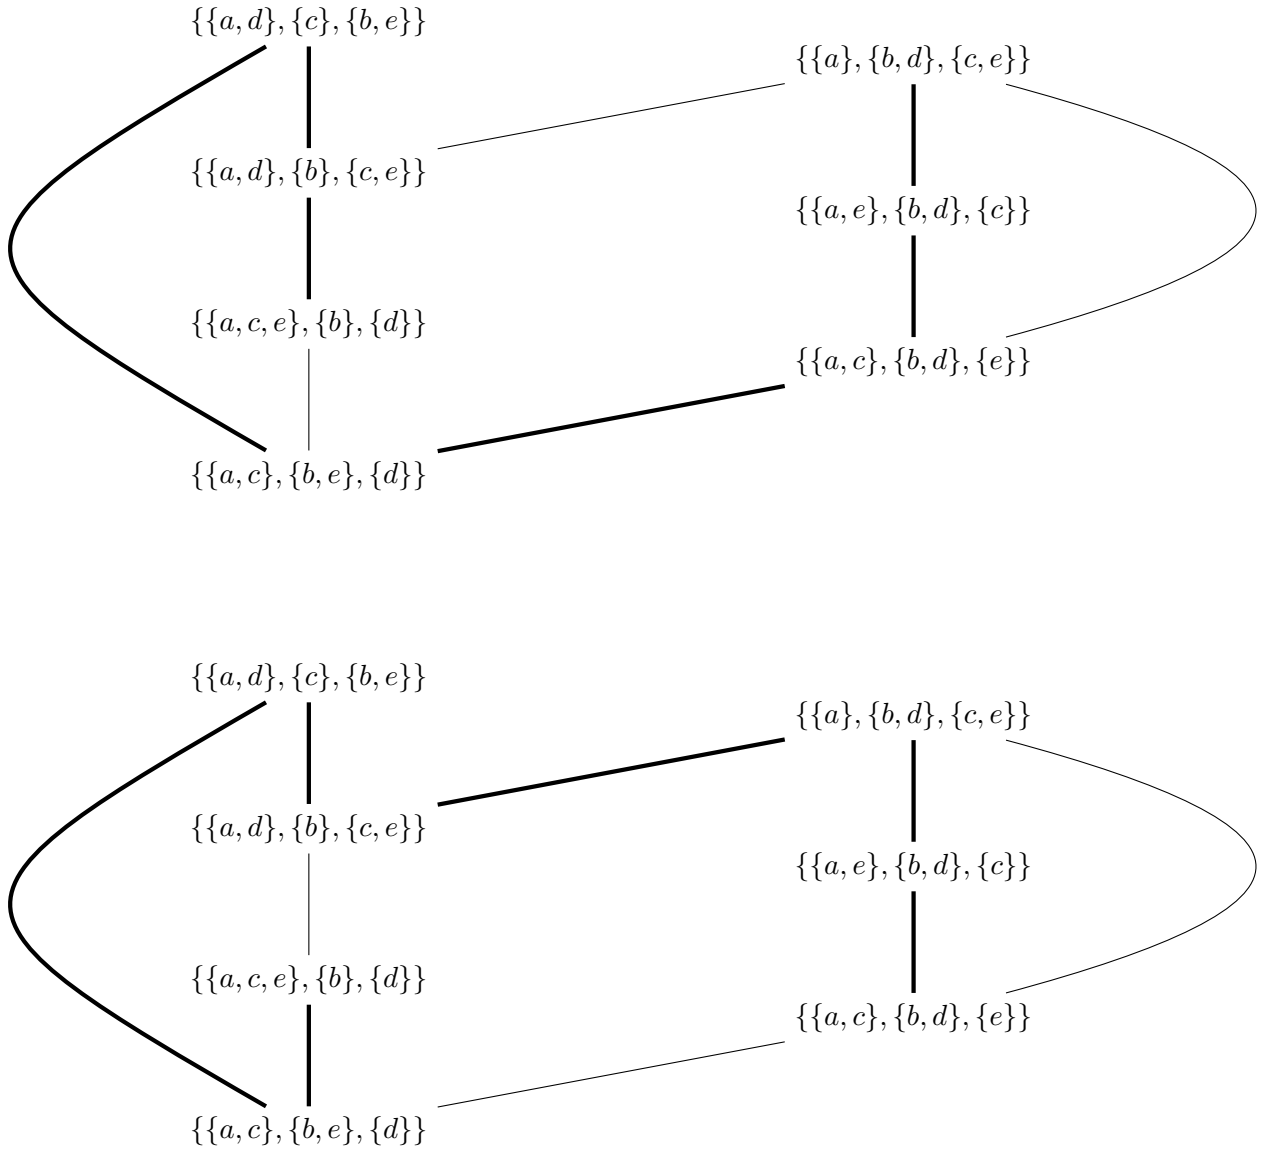 {{a, d}, {c}, {b, e}}
{{a}, {b, d}, {c, e}}
{{a, d}, {b}, {c, e}}
{{a, e}, {b, d}, {c}}
{{a, c, e}, {b}, {d}}
{{a, c}, {b, d}, {e}}
{{a, c}, {b, e}, {d}}
{{a, d}, {c}, {b, e}}
{{a}, {b, d}, {c, e}}
{{a, d}, {b}, {c, e}}
{{a, e}, {b, d}, {c}}
{{a, c, e}, {b}, {d}}
{{a, c}, {b, d}, {e}}
{{a, c}, {b, e}, {d}}